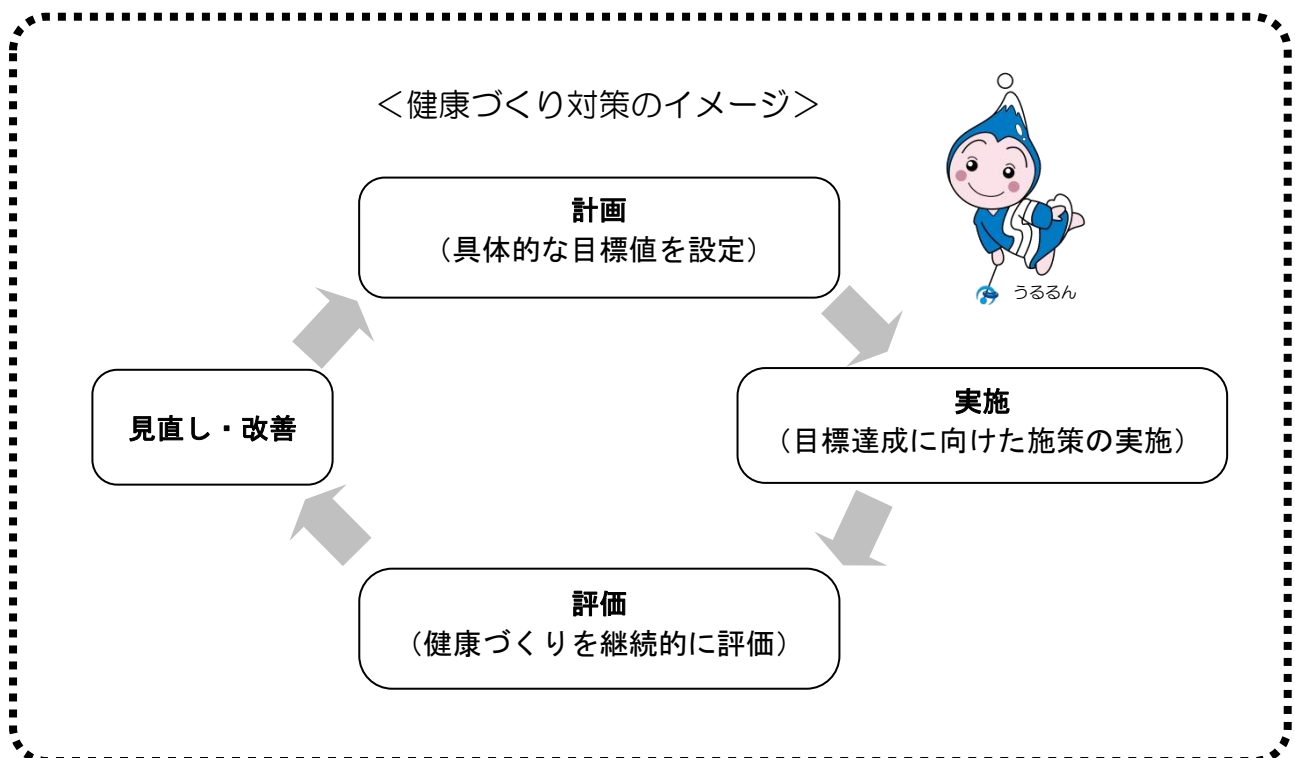 ＜健康づくり対策のイメージ＞
計画
（具体的な目標値を設定）
うるるん
実施
（目標達成に向けた施策の実施）
見直し・改善
評価
（健康づくりを継続的に評価）